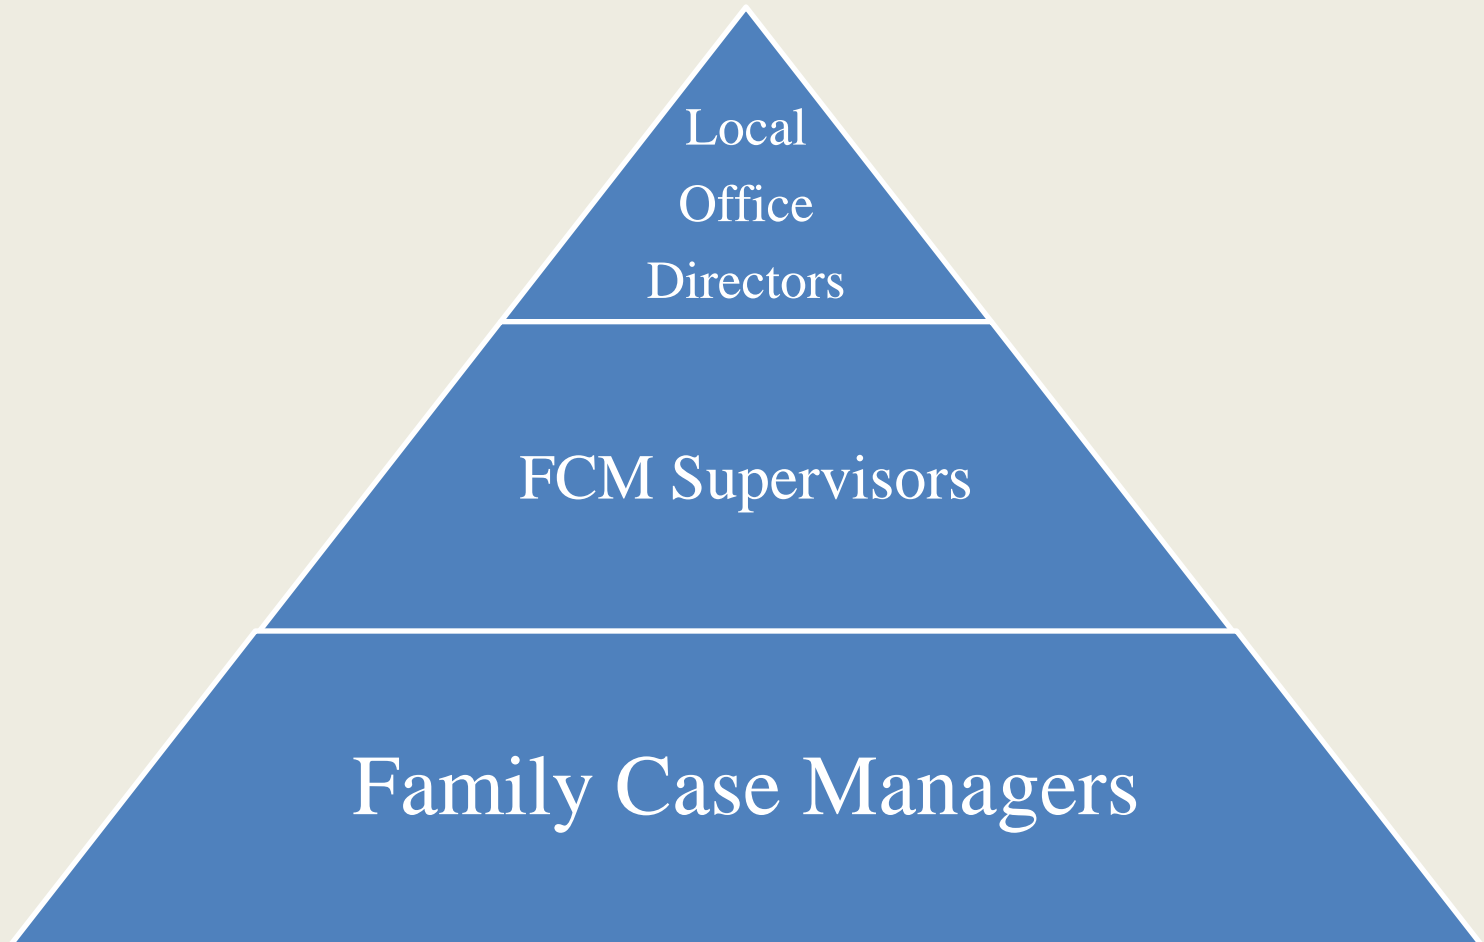 Local
Office
Directors
FCM Supervisors
Family Case Managers